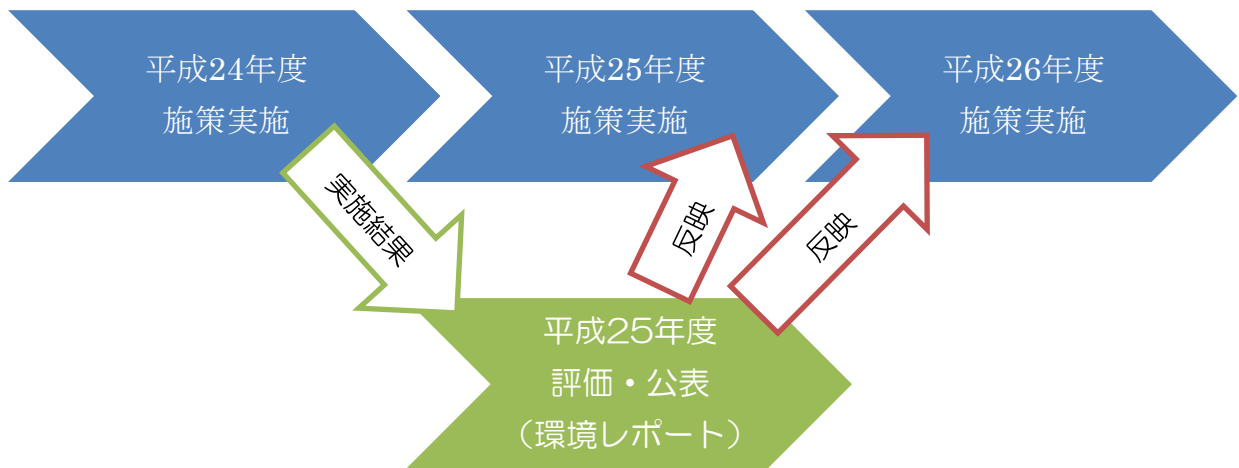 平成24年度
施策実施
平成25年度
施策実施
平成26年度
施策実施
実施結果
反映
反映
平成25年度
評価・公表
（環境レポート）